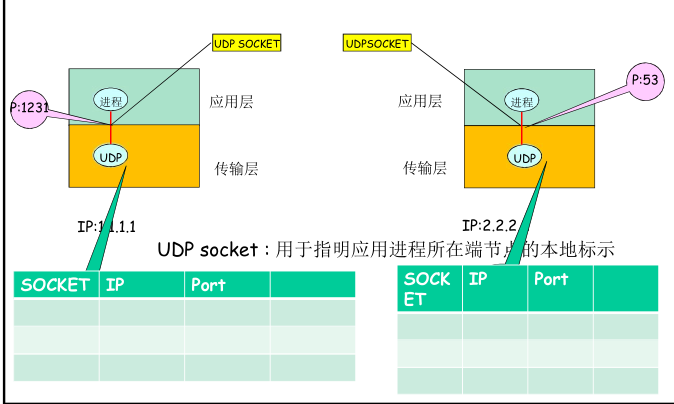 UDP SOCKET
UDPSOCKET
P:1231
进程
应用层
UDP
传输层
P:53
进程
应用层
UDP
传输层
IP:1.1.1.1
IP:2.2.2
UDP socket：用于指明应用进程所在端节点的本地标示
SOCKET IP Port
SOCK
ET IP Port